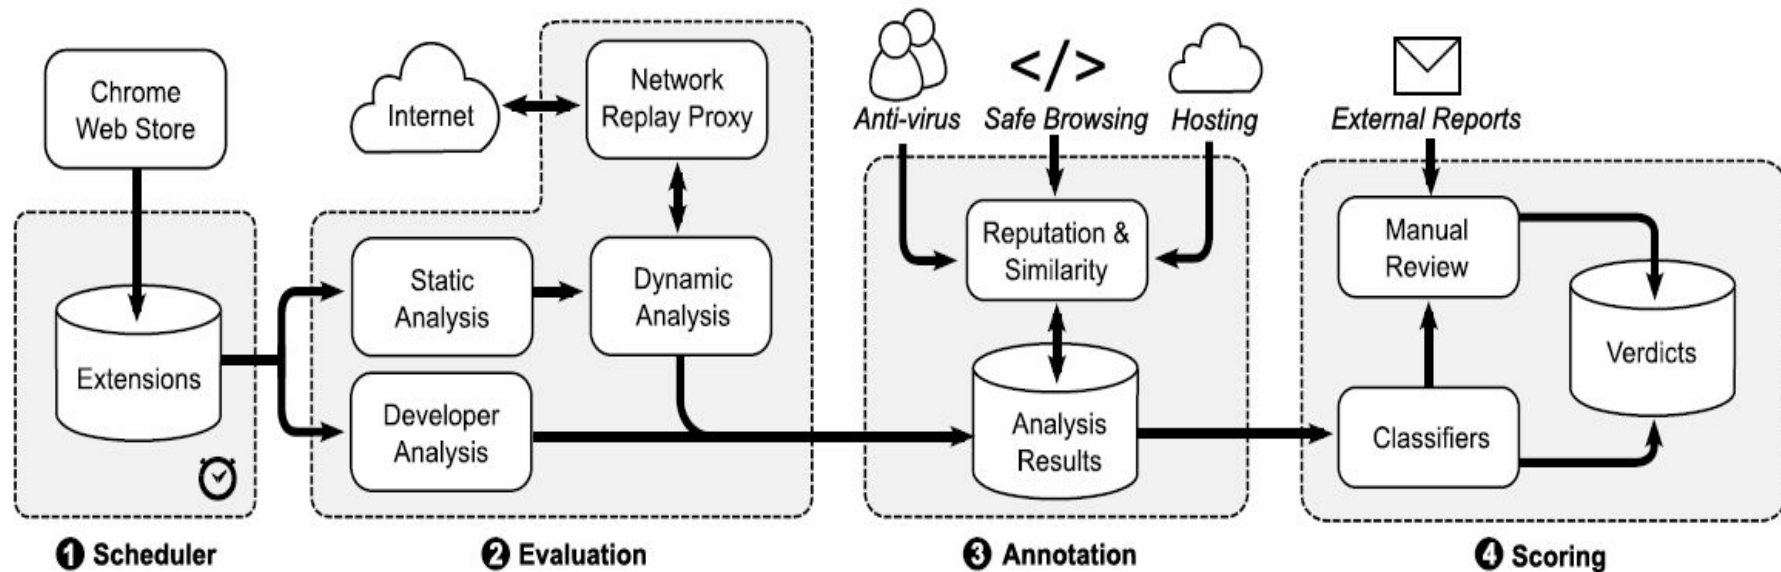 Chrome
Web Store
Extensions
1 Scheduler
Internet
Network
Replay Proxy
Static
Analysis
Dynamic
Analysis
Developer
Analysis
2 Evaluation
Anti-virus
</>
Safe Browsing
Hosting
Reputation &
Similarity
Analysis
Results
3 Annotation
External Reports
Manual
Review
Classifiers
Verdicts
4 Scoring